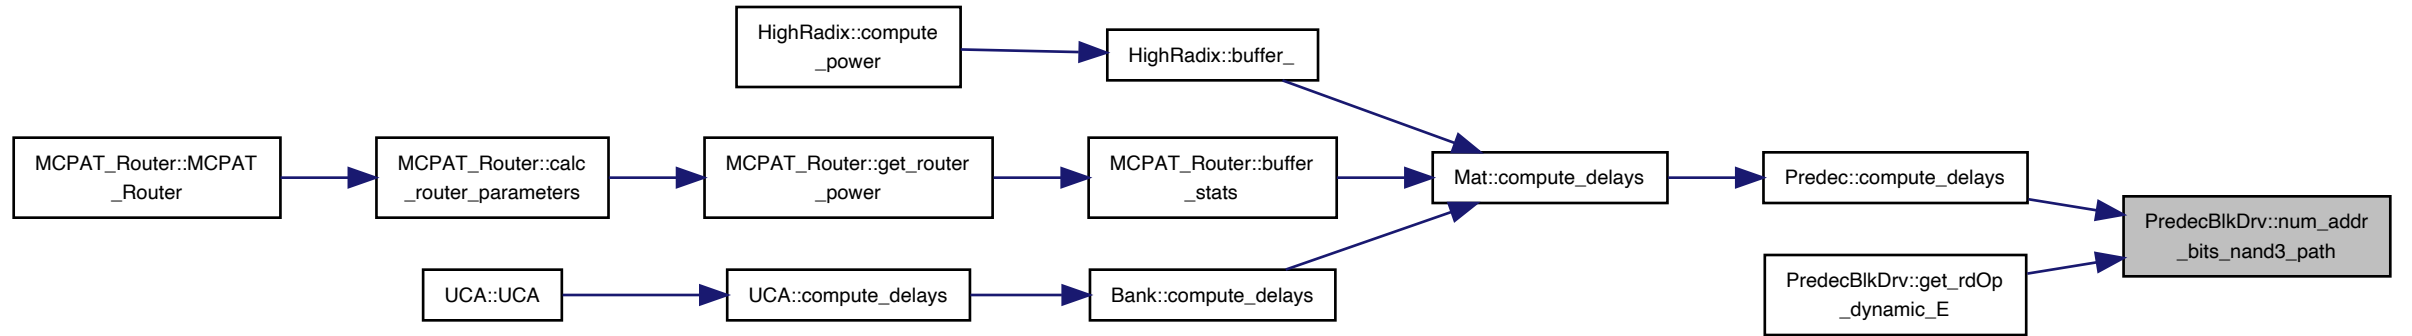 HighRadix::compute
_power
HighRadix::buffer_
MCPAT_Router::MCPAT
_Router
MCPAT_Router::calc
_router_parameters
MCPAT_Router::get_router
_power
MCPAT_Router::buffer
_stats
Mat::compute_delays
Predec::compute_delays
PredecBlkDrv::num_addr
_bits_nand3_path
UCA::UCA
UCA::compute_delays
Bank::compute_delays
PredecBlkDrv::get_rdOp
_dynamic_E